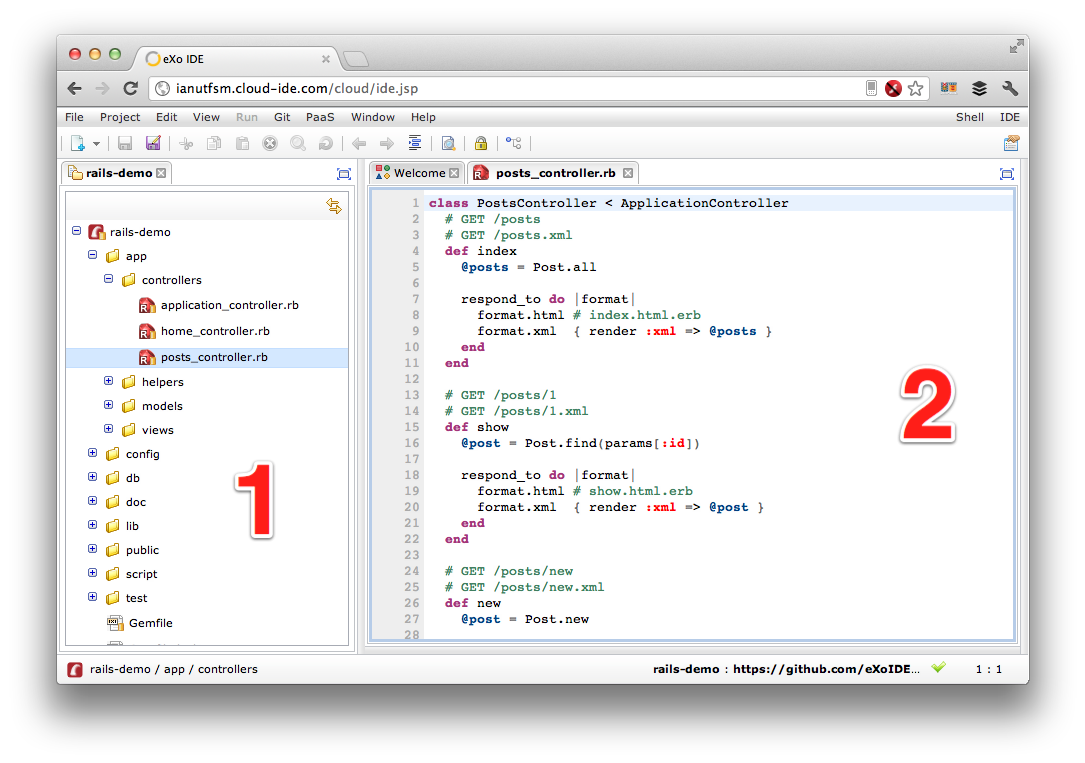 eXo IDE
ianutfsm.cloud-ide.com/cloud/ide.jsp
File Project Edit View Run Git PaaS Window Help Shell IDE
rails-demo
rails-demo
app
controllers
application_controller.rb
home_controller.rb
posts_controller.rb
helpers
models
views
config
db
doc
lib
public
script
test
Gemfile
1
Welcome posts_controller.rb
1 class PostsController < ApplicationController
2 # GET /posts
3 # GET /posts.xml
4 def index
5 @posts = Post.all
6
7 respond_to do |format|
8 format.html # index.html.erb
9 format.xml { render :xml => @posts }
10 end
11 end
12
13 # GET /posts/1
14 # GET /posts/1.xml
15 def show
16 @post = Post.find(params[:id])
17
18 respond_to do |format|
19 format.html # show.html.erb
20 format.xml { render :xml => @post }
21 end
22 end
23
24 # GET /posts/new
25 # GET /posts/new.xml
26 def new
27 @post = Post.new
28
2
rails-demo / app / controllers
rails-demo : https://github.com/eXoIDE... 1 : 1